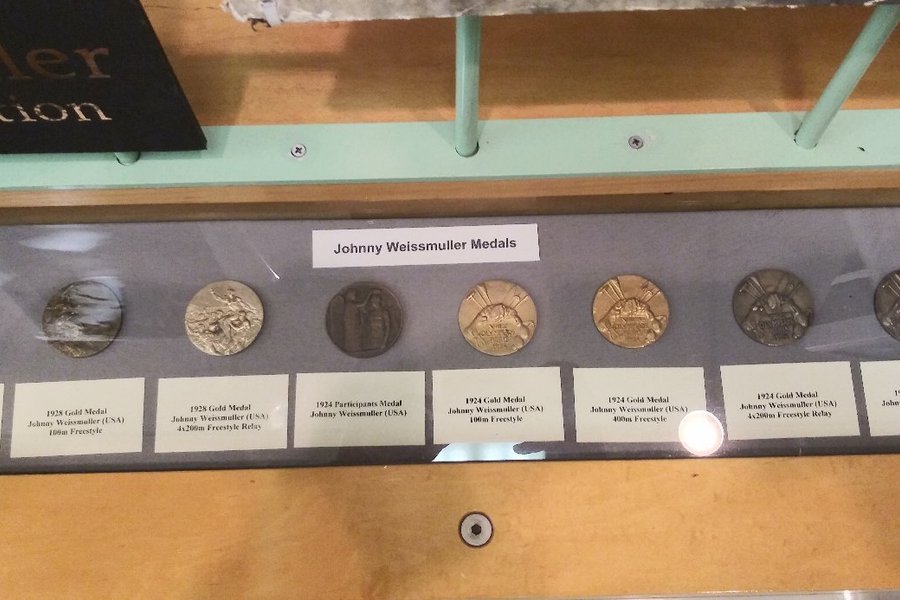 ler
tion
Johnny Weissmuller Medals
1928 Gold Medal
Johnny Weissmuller (USA)
100m Freestyle
1928 Gold Medal
Johnny Weissmuller (USA)
4x200m Freestyle Relay
1924 Participants Medal
Johnny Weissmuller (USA)
1924 Gold Medal
Johnny Weissmuller (USA)
100m Freestyle
1924 Gold Medal
Johnny Weissmuller (USA)
400m Freestyle
1924 Gold Medal
Johnny Weissmuller (USA)
4x200m Freestyle Relay